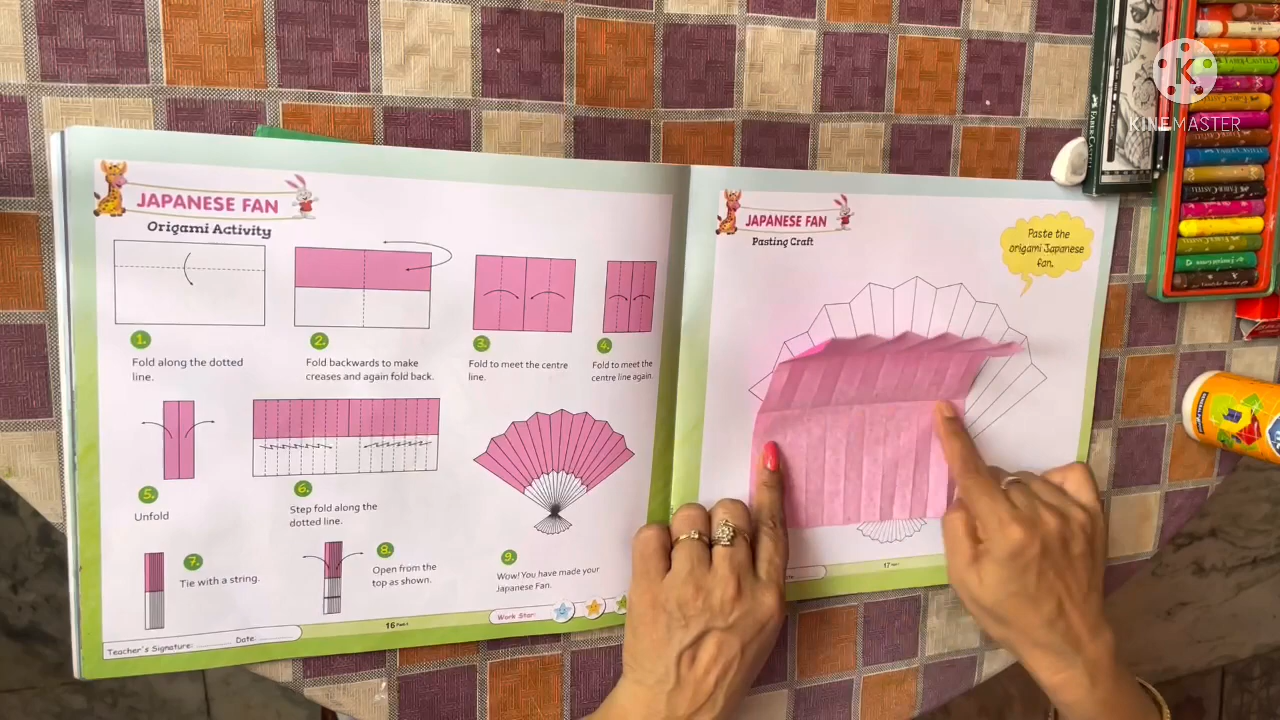 JAPANESE FAN
Origami Activity
1.
Fold along the dotted
line.
2.
Fold backwards to make
creases and again fold back.
3.
Fold to meet the centre
line.
4.
Fold to meet the
centre line again.
5.
Unfold
6.
Step fold along the
dotted line.
7.
Tie with a string.
8.
Open from the
top as shown.
9.
Wow! You have made your
Japanese Fan.
Teacher's Signature: Date:
16
Work Star:
JAPANESE FAN
Pasting Craft
Paste the
origami Japanese
fan.
17
K
KINEMASTER
FABER-CASTELL